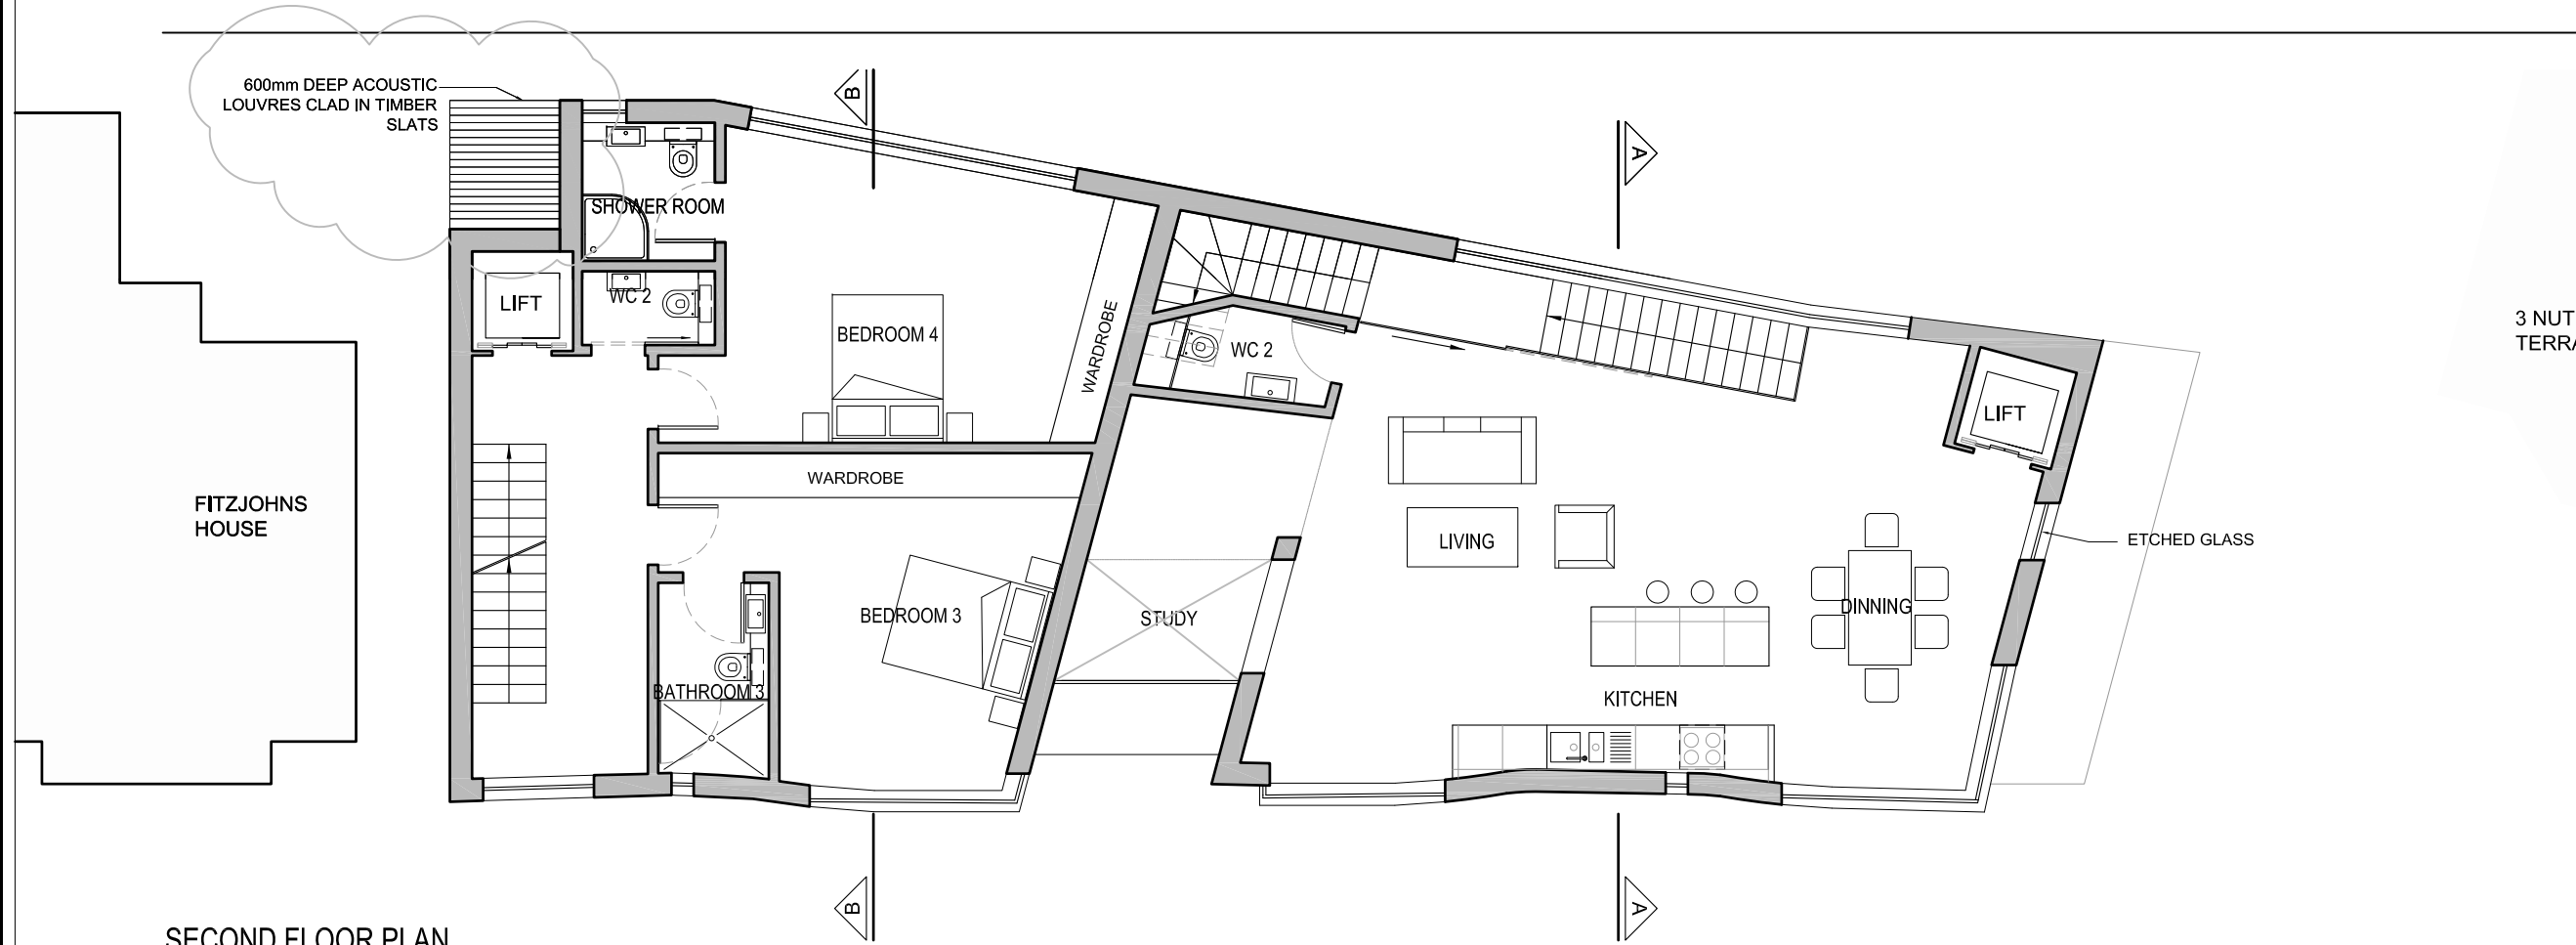 600mm DEEP ACOUSTIC
LOUVRES CLAD IN TIMBER
SLATS
B
A
SHOWER ROOM
LIFT
WC 2
BEDROOM 4
WARDROBE
WC 2
3 NUT
TERRA
LIFT
FITZJOHNS
HOUSE
WARDROBE
LIVING
ETCHED GLASS
BEDROOM 3
STUDY
DINNING
BATHROOM 3
KITCHEN
B
A
SECOND FLOOR PLAN